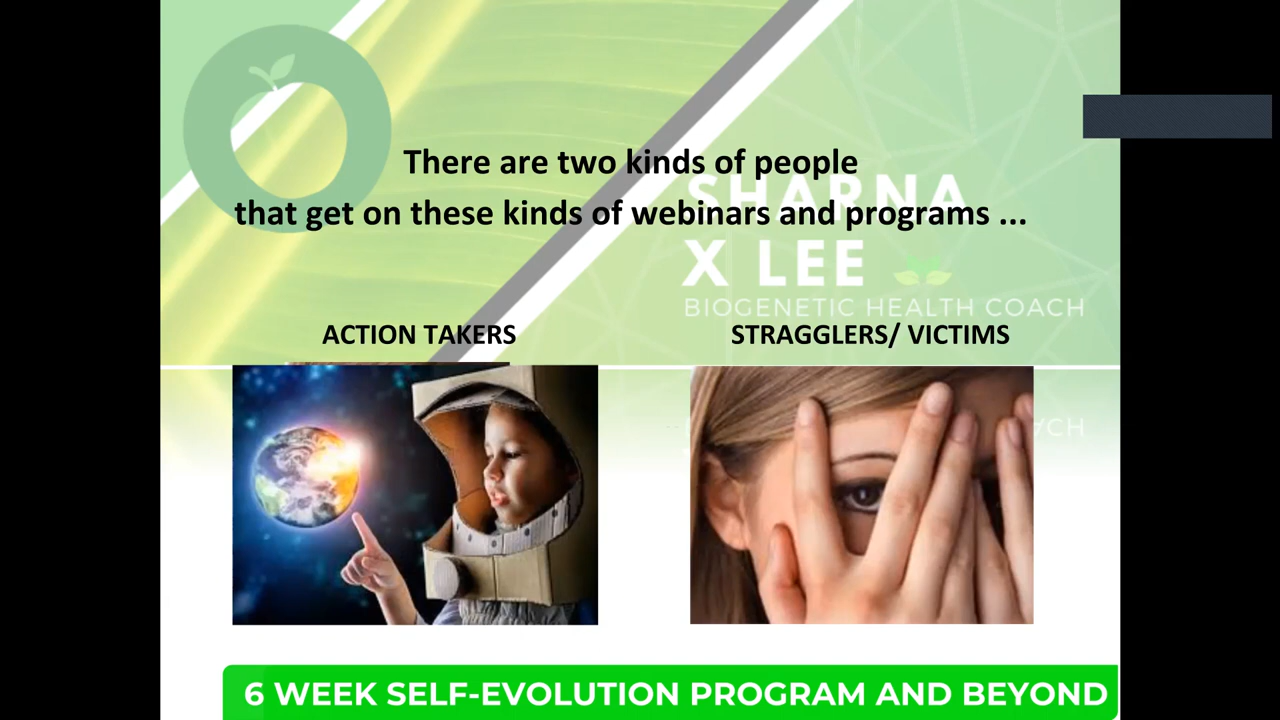 There are two kinds of people
that get on these kinds of webinars and programs ...
SHARNA
X LEE
BIOGENETIC HEALTH COACH
ACTION TAKERS
STRAGGLERS/ VICTIMS
ACH
6 WEEK SELF-EVOLUTION PROGRAM AND BEYOND